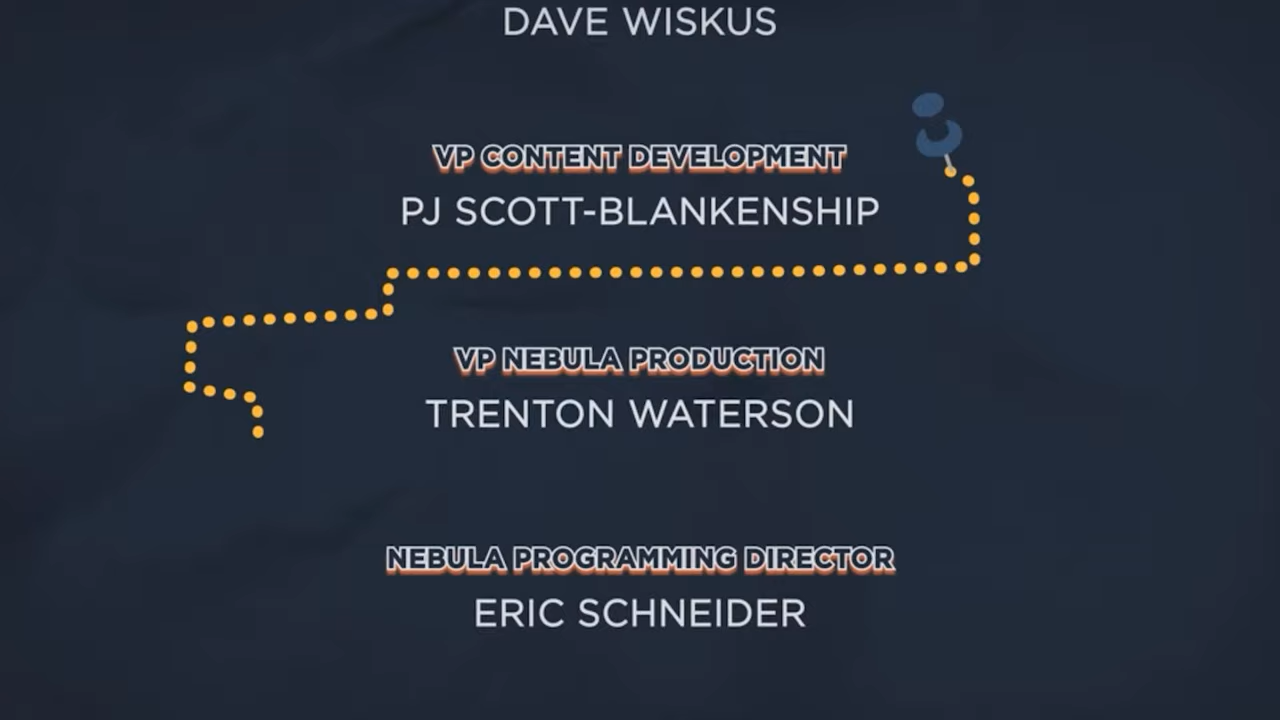 DAVE WISKUS
VP CONTENT DEVELOPMENT
PJ SCOTT-BLANKENSHIP
VP NEBULA PRODUCTION
TRENTON WATERSON
NEBULA PROGRAMMING DIRECTOR
ERIC SCHNEIDER